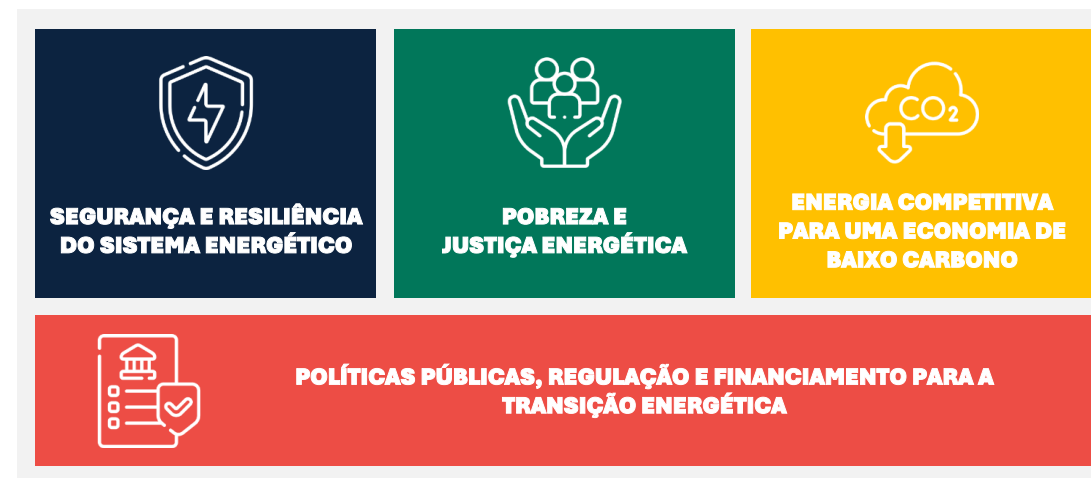 SEGURANÇA E RESILIÊNCIA
DO SISTEMA ENERGÉTICO
POBREZA E
JUSTIÇA ENERGÉTICA
CO2
ENERGIA COMPETITIVA
PARA UMA ECONOMIA DE
BAIXO CARBONO
POLÍTICAS PÚBLICAS, REGULAÇÃO E FINANCIAMENTO PARA A
TRANSIÇÃO ENERGÉTICA